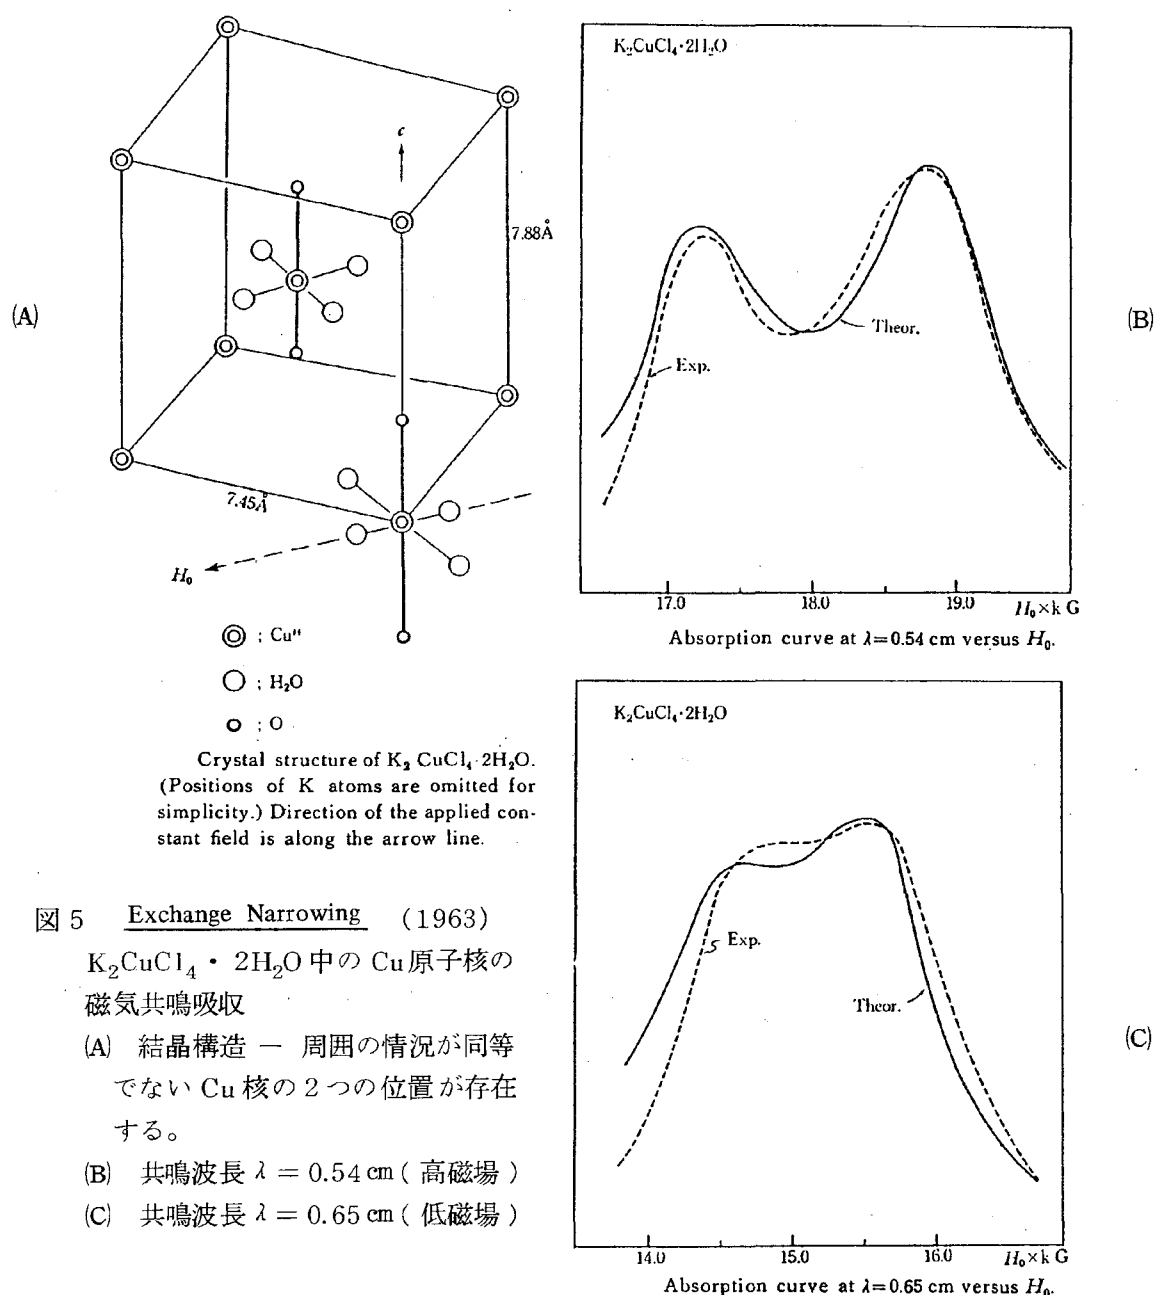 (A)
c
7.88Å
7.45Å
H₀
◎ ; Cu"
○ ; H₂O
o ; O
Crystal structure of K₂ CuCl₄ 2H₂O.
(Positions of K atoms are omitted for
simplicity.) Direction of the applied con-
stant field is along the arrow line.
K₂CuCl₄・2H₂O
Theor.
Exp.
(B)
17.0 18.0 19.0 H₀×k G
Absorption curve at λ=0.54 cm versus H₀.
K₂CuCl₄・2H₂O
Exp.
Theor.
(C)
14.0 15.0 16.0 H₀×k G
Absorption curve at λ=0.65 cm versus H₀.
図 5 Exchange Narrowing (1963)
K₂CuCl₄・2H₂O中の Cu原子核の
磁気共鳴吸収
(A) 結晶構造 ― 周囲の情況が同等
でない Cu 核の 2 つの位置が存在
する。
(B) 共鳴波長 λ = 0.54 cm ( 高磁場 )
(C) 共鳴波長 λ = 0.65 cm ( 低磁場 )